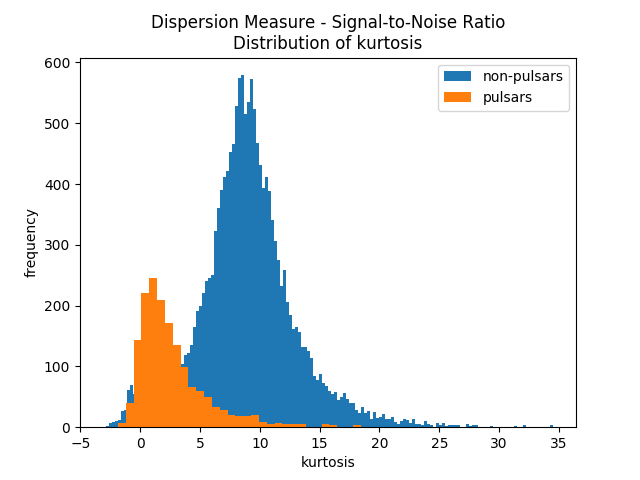 Dispersion Measure - Signal-to-Noise Ratio
Distribution of kurtosis
non-pulsars
pulsars
600
500
400
300
200
100
0
frequency
−5 0 5 10 15 20 25 30 35
kurtosis